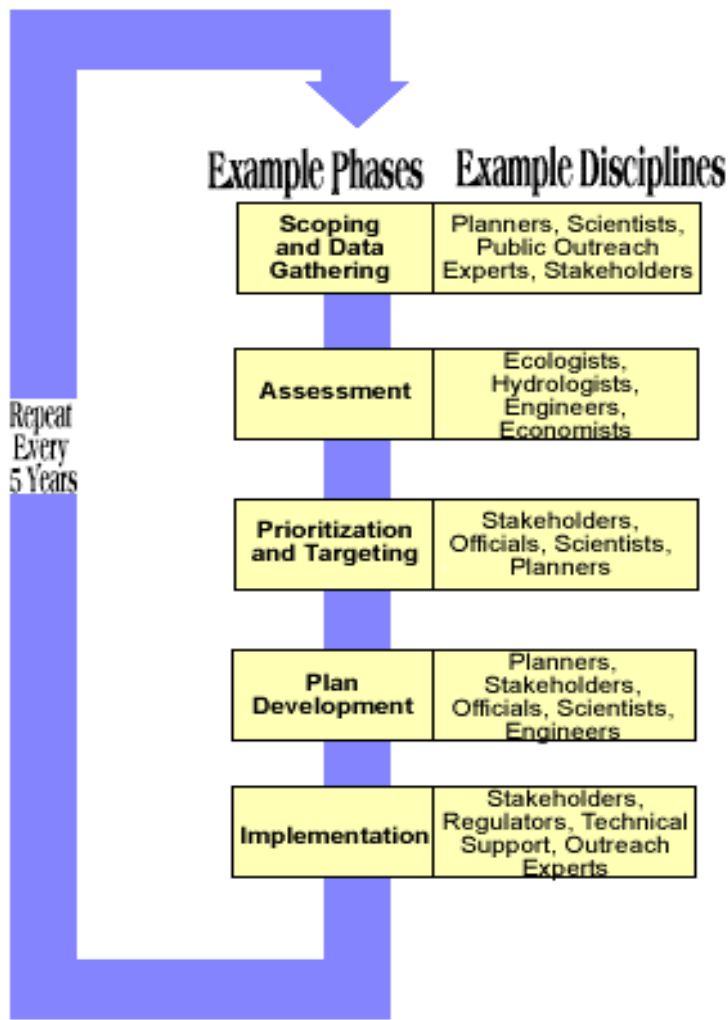 Example Phases Example Disciplines
Scoping
and Data
Gathering
Planners, Scientists,
Public Outreach
Experts, Stakeholders
Assessment
Ecologists,
Hydrologists,
Engineers,
Economists
Repeat
Every
5 Years
Prioritization
and Targeting
Stakeholders,
Officials, Scientists,
Planners
Plan
Development
Planners,
Stakeholders,
Officials, Scientists,
Engineers
Implementation
Stakeholders,
Regulators, Technical
Support, Outreach
Experts